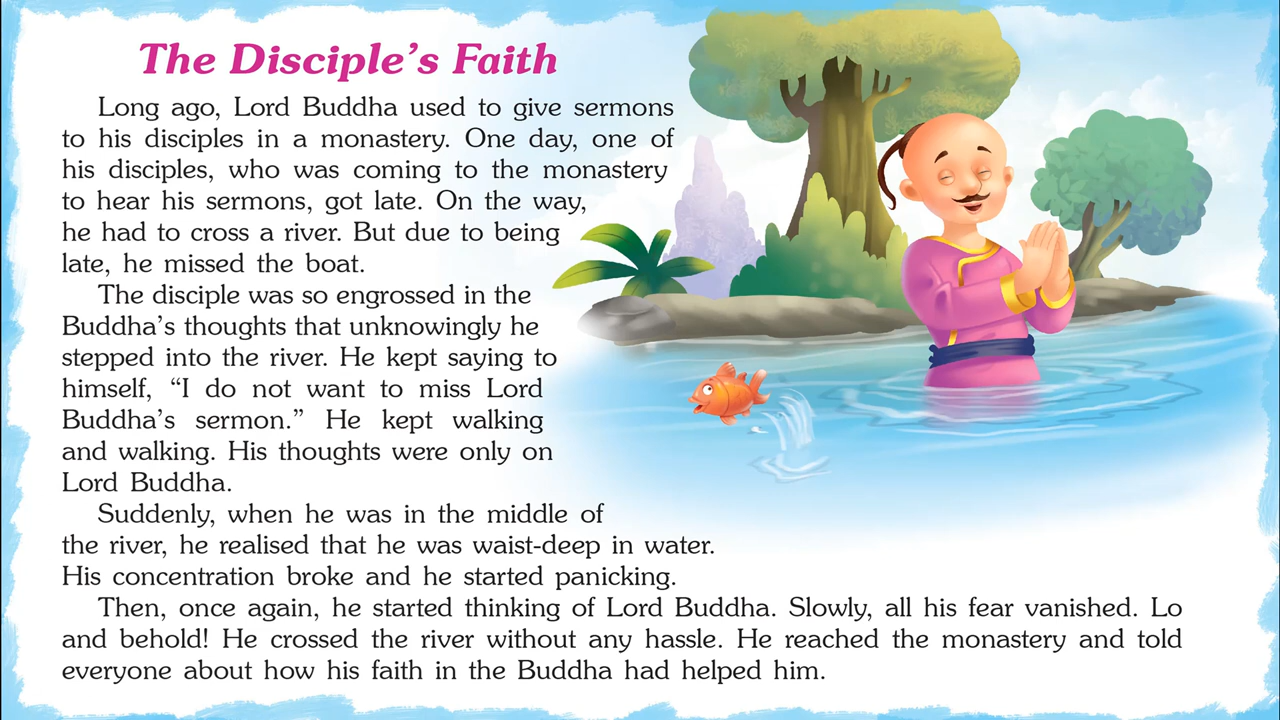 The Disciple's Faith
Long ago, Lord Buddha used to give sermons
to his disciples in a monastery. One day, one of
his disciples, who was coming to the monastery
to hear his sermons, got late. On the way,
he had to cross a river. But due to being
late, he missed the boat.
The disciple was so engrossed in the
Buddha's thoughts that unknowingly he
stepped into the river. He kept saying to
himself, “I do not want to miss Lord
Buddha's sermon.” He kept walking
and walking. His thoughts were only on
Lord Buddha.
Suddenly, when he was in the middle of
the river, he realised that he was waist-deep in water.
His concentration broke and he started panicking.
Then, once again, he started thinking of Lord Buddha. Slowly, all his fear vanished. Lo
and behold! He crossed the river without any hassle. He reached the monastery and told
everyone about how his faith in the Buddha had helped him.